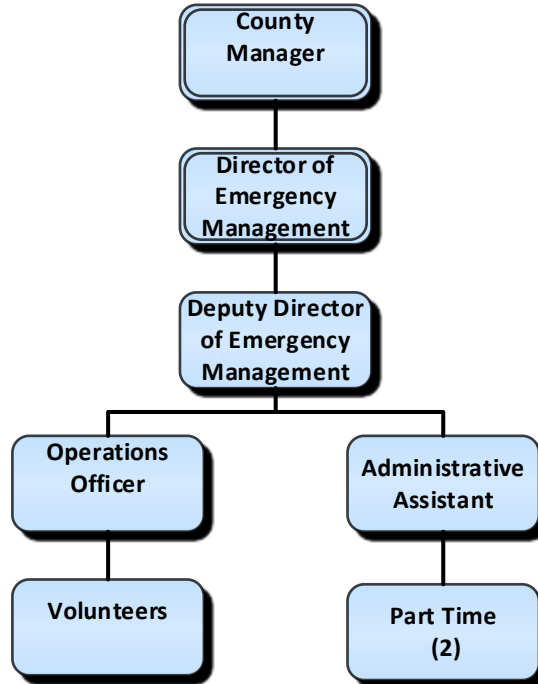 County
Manager
Director of
Emergency
Management
Deputy Director
of Emergency
Management
Operations
Officer
Administrative
Assistant
Volunteers
Part Time
(2)